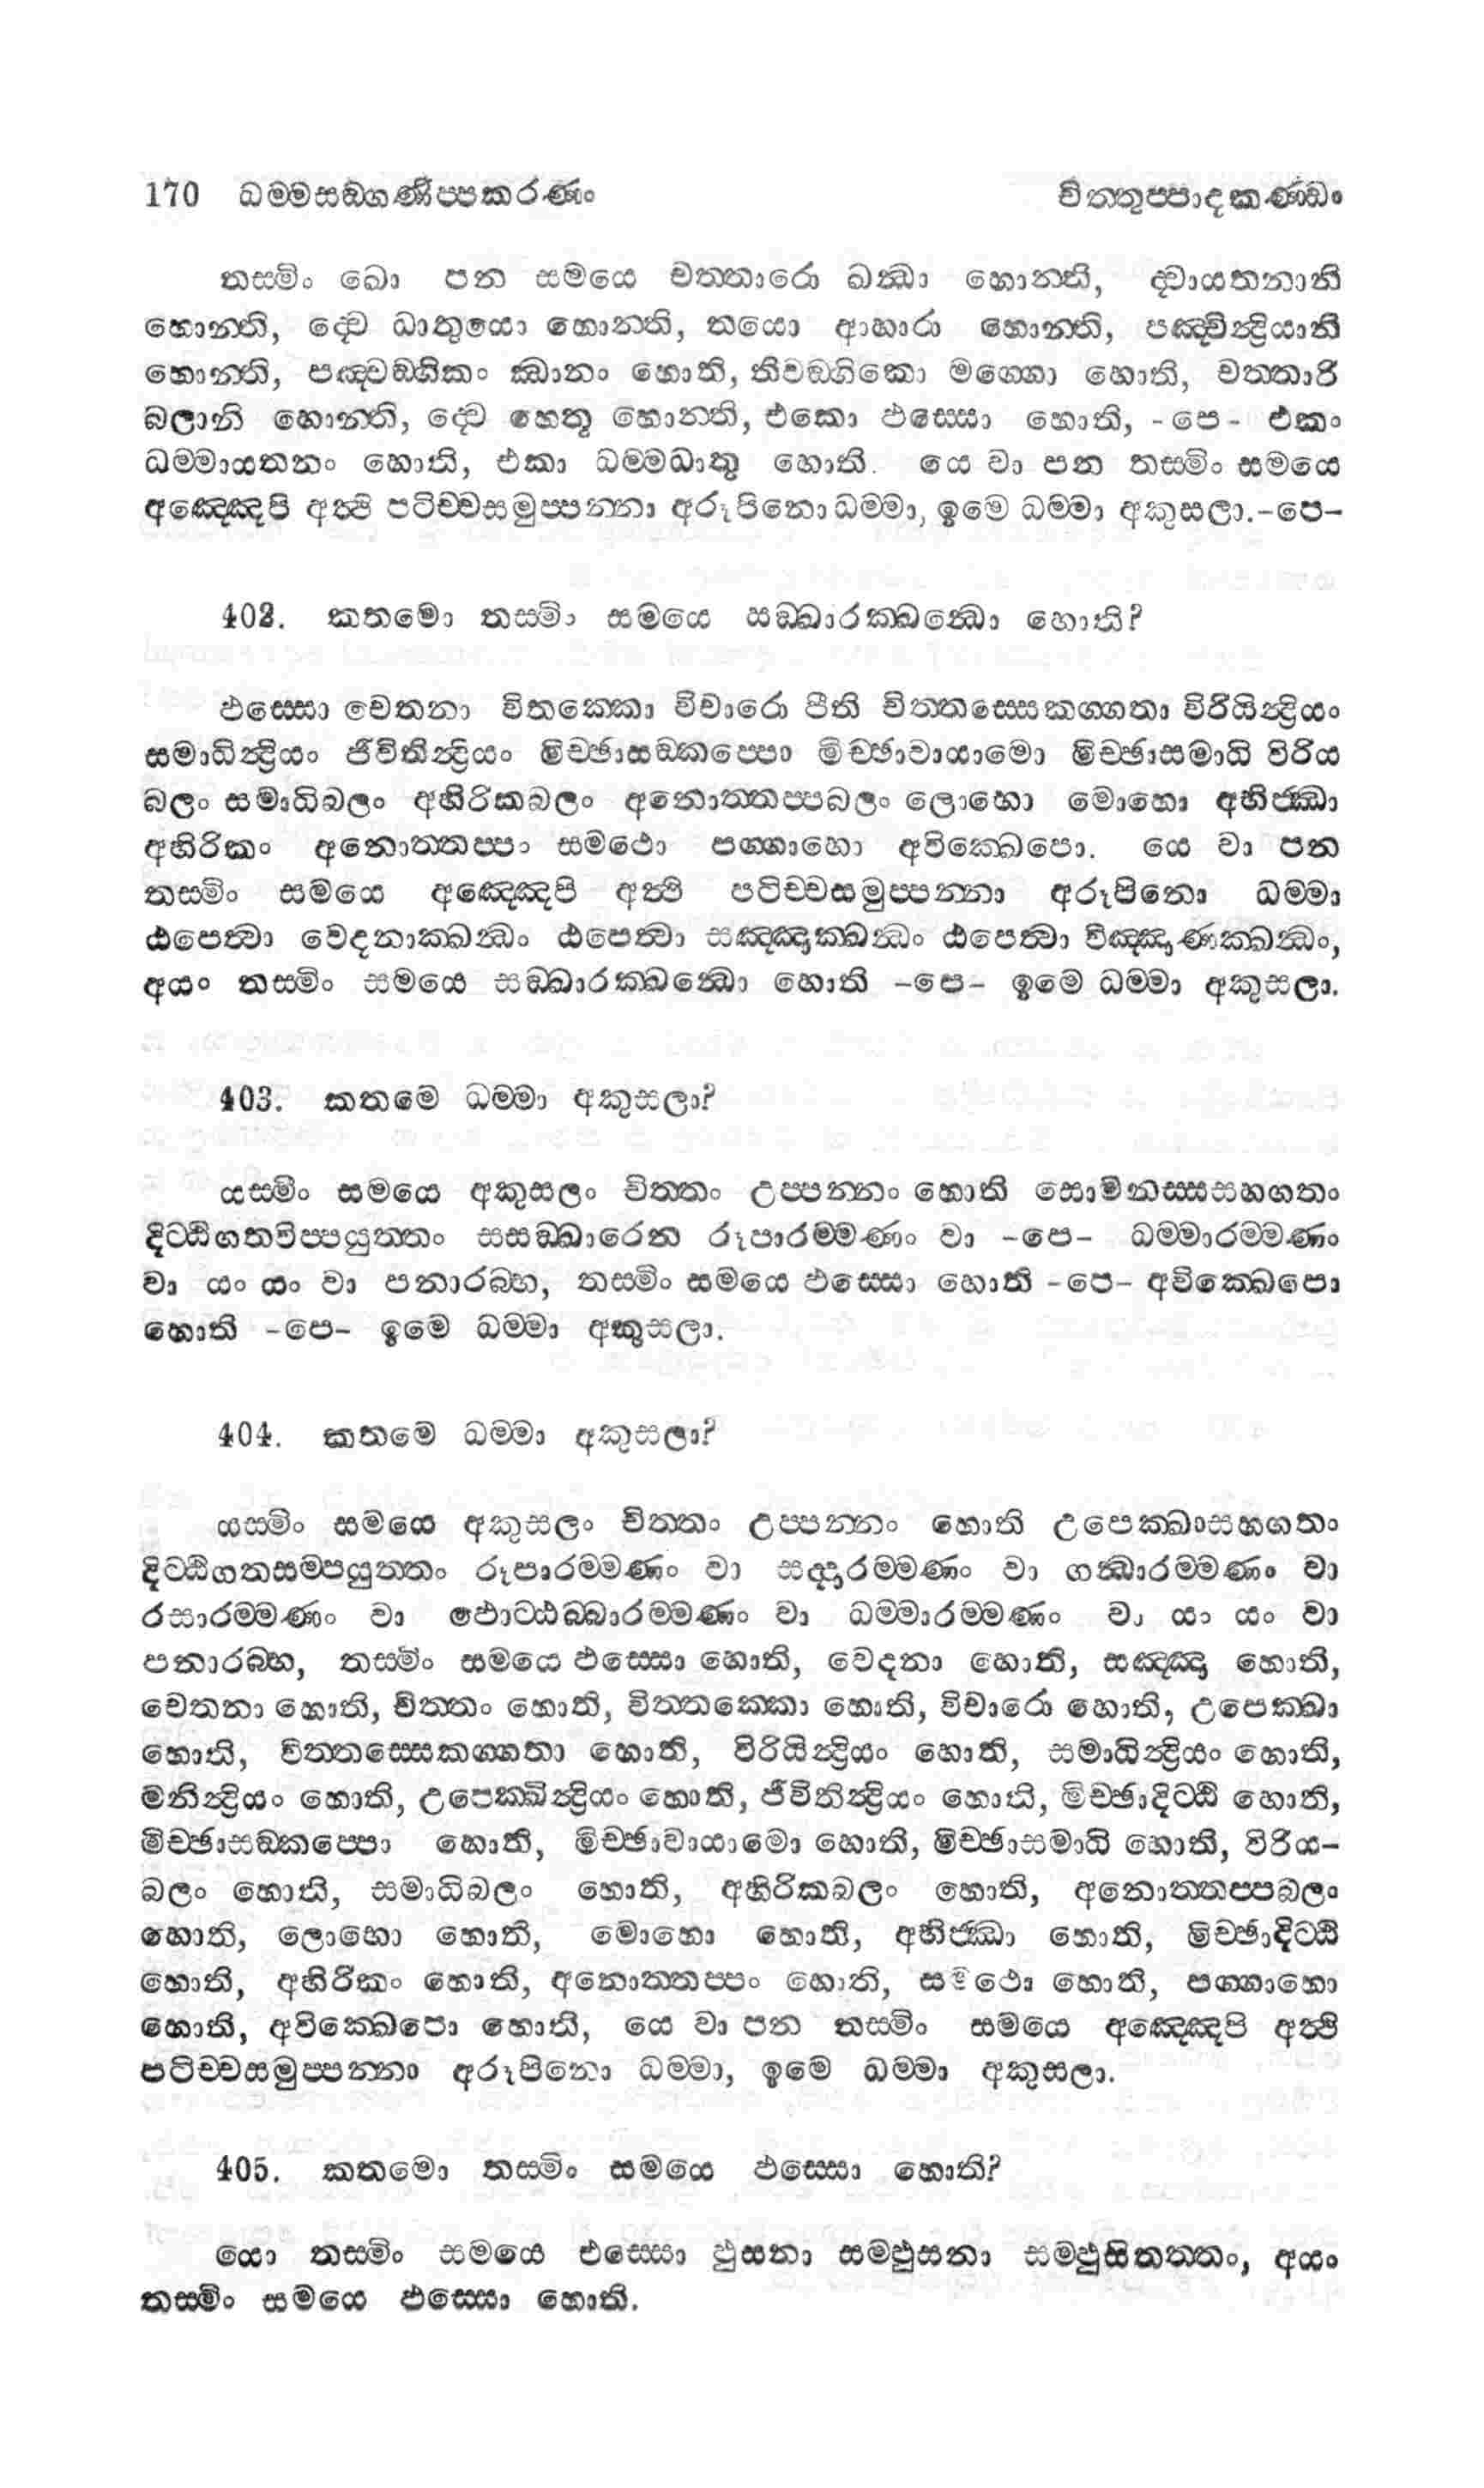 170 ධම්මසඞ්ගණිප්පකරණං චිත්තුප්පාදකණ්ඩං
තස්මිං ඛො පන සමයෙ චත්තාරො ඛන්ධා හොන්ති, ද්වායතනානි
හොන්ති, ද්වෙ ධාතුයො හොන්ති, තයො ආහාරා හොන්ති, පඤ්චින්ද්‍රියානි
හොන්ති, පඤ්චඞ්ගිකං ඣානං හොති, තිවඞ්ගිකො මග්ගො හොති, චත්තාරි
බලානි හොන්ති, ද්වෙ හෙතූ හොන්ති, එකො ඵස්සො හොති, -පෙ- එකං
ධම්මායතනං හොති, එකා ධම්මධාතු හොති. යෙ වා පන තස්මිං සමයෙ
අඤ්ඤෙපි අත්ථි පටිච්චසමුප්පන්නා අරූපිනො ධම්මා, ඉමෙ ධම්මා අකුසලා.-පෙ-
402. කතමො තස්මිං සමයෙ සඞ්ඛාරක්ඛන්ධො හොති?
ඵස්සො චෙතනා විතක්කො විචාරො පීති චිත්තස්සෙකග්ගතා විරියින්ද්‍රියං
සමාධින්ද්‍රියං ජීවිතින්ද්‍රියං මිච්ඡාසඞ්කප්පො මිච්ඡාවායාමො මිච්ඡාසමාධි විරිය
බලං සමාධිබලං අහිරිකබලං අනොත්තප්පබලං ලොභො මොහො අභිජ්ඣා
අහිරිකං අනොත්තප්පං සමථො පග්ගාහො අවික්ඛෙපො. යෙ වා පන
තස්මිං සමයෙ අඤ්ඤෙපි අත්ථි පටිච්චසමුප්පන්නා අරූපිනො ධම්මා
ඨපෙත්වා වෙදනාක්ඛන්ධං ඨපෙත්වා සඤ්ඤාක්ඛන්ධං ඨපෙත්වා විඤ්ඤාණක්ඛන්ධං,
අයං තස්මිං සමයෙ සඞ්ඛාරක්ඛන්ධො හොති -පෙ- ඉමෙ ධම්මා අකුසලා.
403. කතමෙ ධම්මා අකුසලා?
යස්මිං සමයෙ අකුසලං චිත්තං උප්පන්නං හොති සොමනස්සසහගතං
දිට්ඨිගතවිප්පයුත්තං සසඞ්ඛාරෙන රූපාරම්මණං වා -පෙ- ධම්මාරම්මණං
වා යං යං වා පනාරබ්භ, තස්මිං සමයෙ ඵස්සො හොති -පෙ- අවික්ඛෙපො
හොති -පෙ- ඉමෙ ධම්මා අකුසලා.
404. කතමෙ ධම්මා අකුසලා?
යස්මිං සමයෙ අකුසලං චිත්තං උප්පන්නං හොති උපෙක්ඛාසහගතං
දිට්ඨිගතසම්පයුත්තං රූපාරම්මණං වා සද්දාරම්මණං වා ගන්ධාරම්මණං වා
රසාරම්මණං වා ඵොට්ඨබ්බාරම්මණං වා ධම්මාරම්මණං වා යං යං වා
පනාරබ්භ, තස්මිං සමයෙ ඵස්සො හොති, වෙදනා හොති, සඤ්ඤා හොති,
චෙතනා හොති, චිත්තං හොති, විත්තක්කො හොති, විචාරො හොති, උපෙක්ඛා
හොති, චිත්තස්සෙකග්ගතා හොති, විරියින්ද්‍රියං හොති, සමාධින්ද්‍රියං හොති,
මනින්ද්‍රියං හොති, උපෙක්ඛින්ද්‍රියං හොති, ජීවිතින්ද්‍රියං හොති, මිච්ඡාදිට්ඨි හොති,
මිච්ඡාසඞ්කප්පො හොති, මිච්ඡාවායාමො හොති, මිච්ඡාසමාධි හොති, විරිය-
බලං හොති, සමාධිබලං හොති, අහිරිකබලං හොති, අනොත්තප්පබලං
හොති, ලොභො හොති, මොහො හොති, අභිජ්ඣා හොති, මිච්ඡාදිට්ඨි
හොති, අහිරිකං හොති, අනොත්තප්පං හොති, සමථො හොති, පග්ගාහො
හොති, අවික්ඛෙපො හොති, යෙ වා පන තස්මිං සමයෙ අඤ්ඤෙපි අත්ථි
පටිච්චසමුප්පන්නා අරූපිනො ධම්මා, ඉමෙ ධම්මා අකුසලා.
405. කතමො තස්මිං සමයෙ ඵස්සො හොති?
යො තස්මිං සමයෙ එස්සො ඵුසනා සම්ඵුසනා සම්ඵුසිතත්තං, අයං
තස්මිං සමයෙ ඵස්සො හොති.